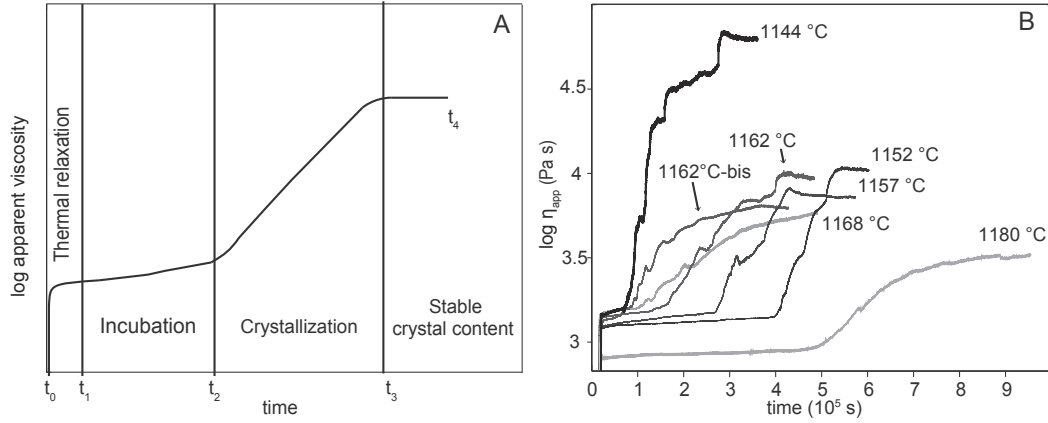 A
log apparent viscosity
Thermal relaxation
Incubation
Crystallization
Stable
crystal content
t₄
t₀
t₁
t₂
t₃
time
B
log ηapp (Pa s)
4.5
4
3.5
3
1144 °C
1162 °C
1162°C-bis
1152 °C
1157 °C
1168 °C
1180 °C
0 1 2 3 4 5 6 7 8 9
time (10⁵ s)